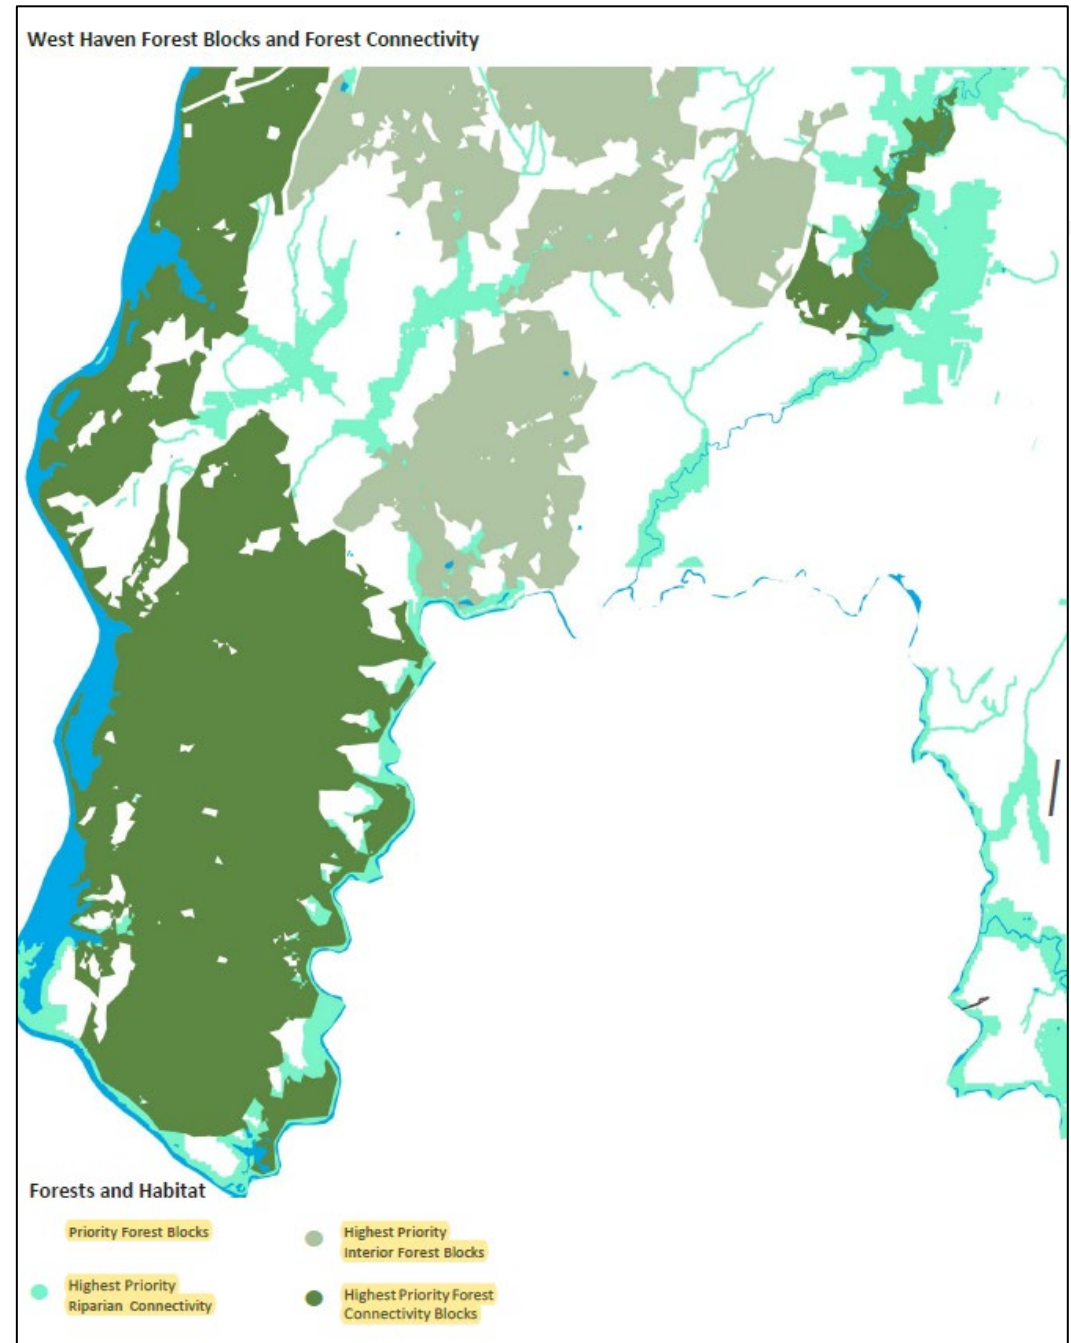 West Haven Forest Blocks and Forest Connectivity
Forests and Habitat
Priority Forest Blocks
Highest Priority
Interior Forest Blocks
Highest Priority
Riparian Connectivity
Highest Priority Forest
Connectivity Blocks